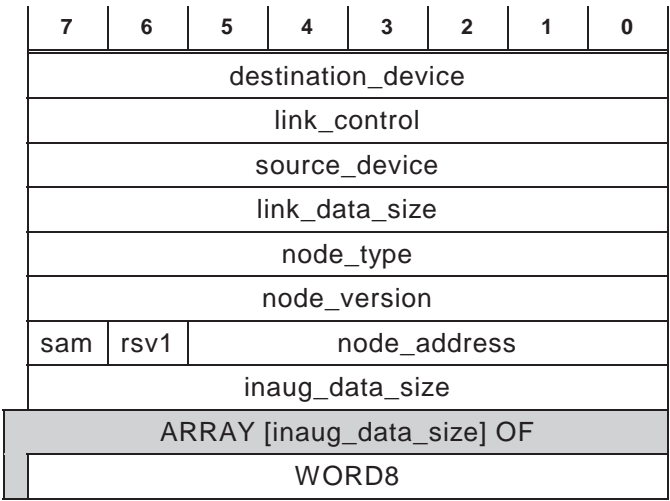 7 6 5 4 3 2 1 0
destination_device
link_control
source_device
link_data_size
node_type
node_version
sam rsv1 node_address
inaug_data_size
ARRAY [inaug_data_size] OF
WORD8